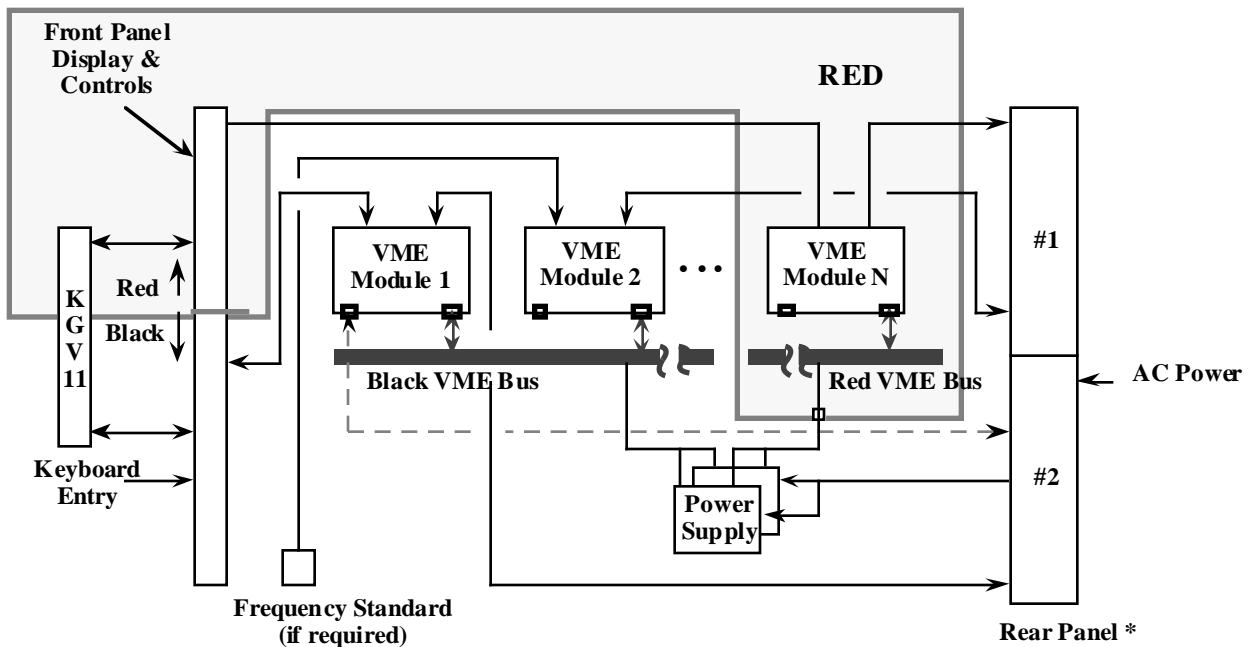 Front Panel
Display &
Controls
RED
VME
Module 1
VME
Module 2
• • •
VME
Module N
#1
K
G
V
11
Red
Black
Black VME Bus
Red VME Bus
AC Power
Keyboard
Entry
Power
Supply
#2
Frequency Standard
(if required)
Rear Panel *